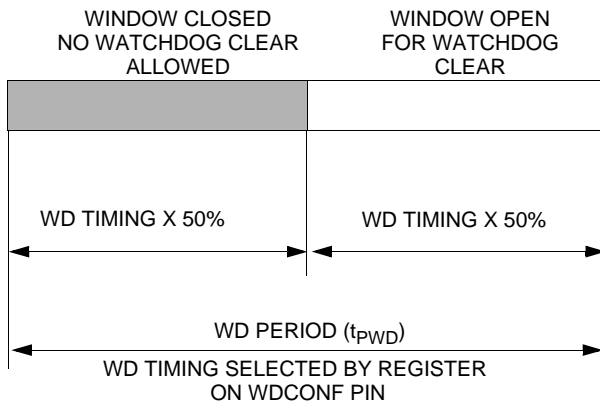 WINDOW CLOSED
NO WATCHDOG CLEAR
ALLOWED
WINDOW OPEN
FOR WATCHDOG
CLEAR
WD TIMING X 50%
WD TIMING X 50%
WD PERIOD (tPWD)
WD TIMING SELECTED BY REGISTER
ON WDCONF PIN